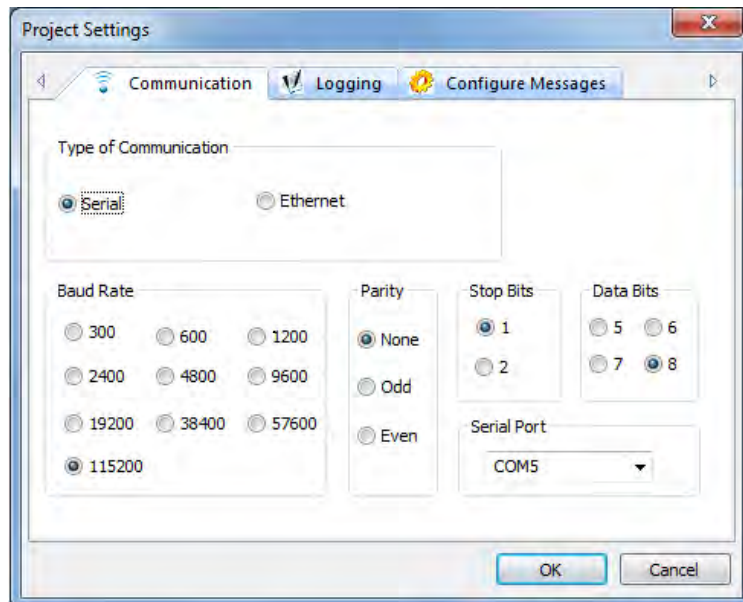 Project Settings
Communication Logging Configure Messages
Type of Communication
Serial Ethernet
Baud Rate
300 600 1200
2400 4800 9600
19200 38400 57600
115200
Parity
None
Odd
Even
Stop Bits
1
2
Data Bits
5 6
7 8
Serial Port
COM5
OK Cancel